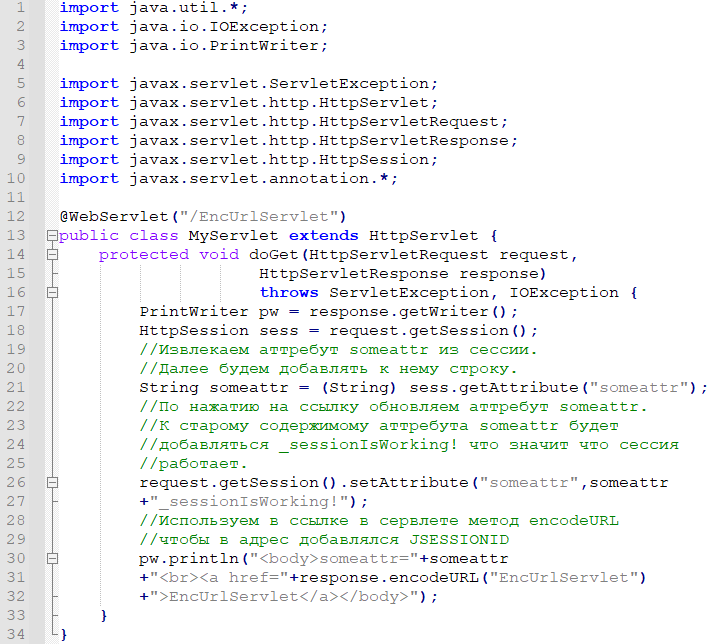 1 import java.util.*;
2 import java.io.IOException;
3 import java.io.PrintWriter;
4
5 import javax.servlet.ServletException;
6 import javax.servlet.http.HttpServlet;
7 import javax.servlet.http.HttpServletRequest;
8 import javax.servlet.http.HttpServletResponse;
9 import javax.servlet.http.HttpSession;
10 import javax.servlet.annotation.*;
11
12 @WebServlet("/EncUrlServlet")
13 public class MyServlet extends HttpServlet {
14     protected void doGet(HttpServletRequest request,
15                     HttpServletResponse response)
16                     throws ServletException, IOException {
17         PrintWriter pw = response.getWriter();
18         HttpSession sess = request.getSession();
19         //Извлекаем аттребут someattr из сессии.
20         //Далее будем добавлять к нему строку.
21         String someattr = (String) sess.getAttribute("someattr");
22         //По нажатию на ссылку обновляем аттребут someattr.
23         //К старому содержимому аттребута someattr будет
24         //добавляться _sessionIsWorking! что значит что сессия
25         //работает.
26         request.getSession().setAttribute("someattr",someattr
27         +"_sessionIsWorking!");
28         //Используем в ссылке в сервлете метод encodeURL
29         //чтобы в адрес добавлялся JSESSIONID
30         pw.println("<body>someattr="+someattr
31         +"<br><a href="+response.encodeURL("EncUrlServlet")
32         +">EncUrlServlet</a></body>");
33     }
34 }